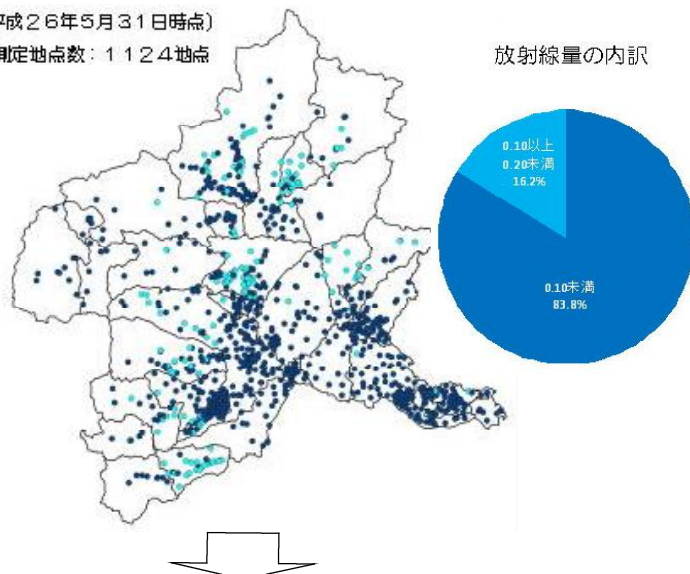 成26年5月31日時点)
測定地点数：1124地点
放射線量の内訳
0.10以上
0.20未満
16.2%
0.10未満
83.8%